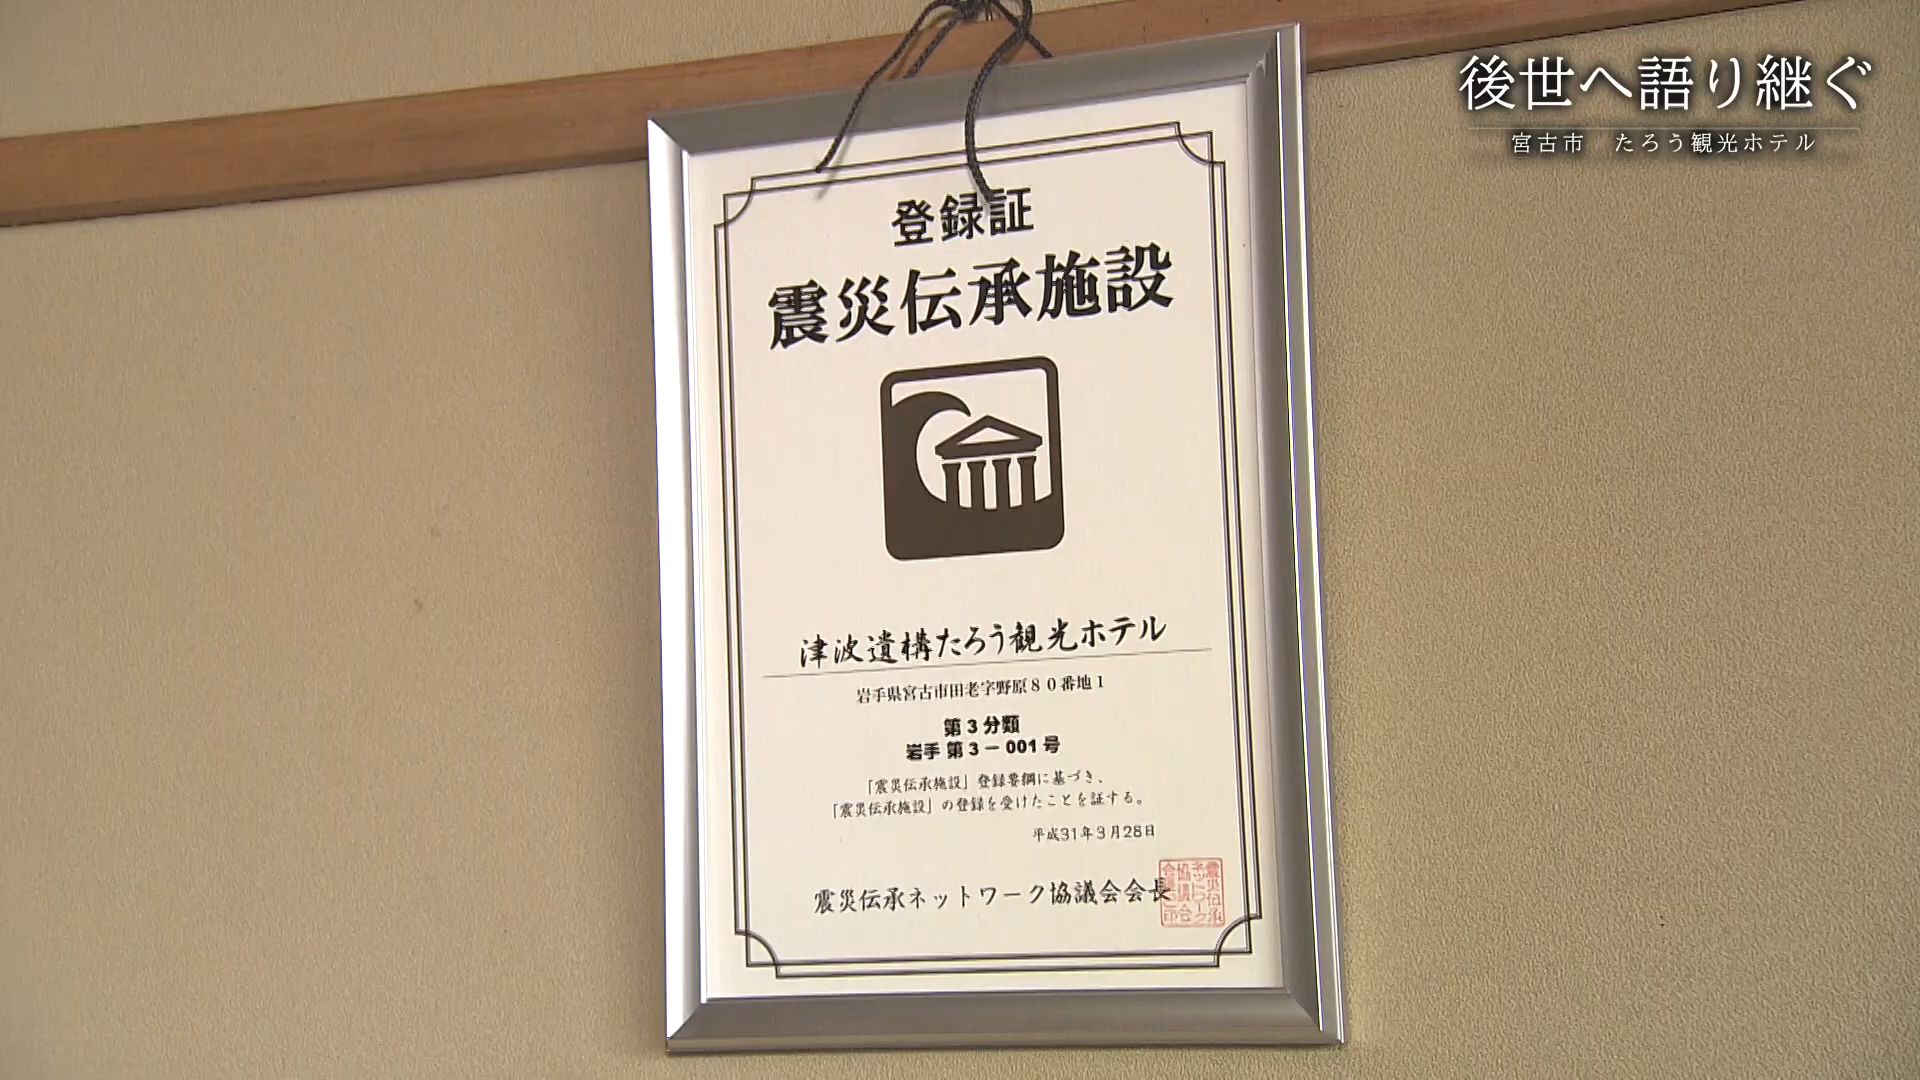 後世へ語り継ぐ
宮古市　たろう観光ホテル
登録証
震災伝承施設
津波遺構たろう観光ホテル
岩手県宮古市田老字野原８０番地１
第３分類
岩手 第３－001号
「震災伝承施設」登録要綱に基づき、
「震災伝承施設」の登録を受けたことを証する。
平成31年３月28日
震災伝承ネットワーク協議会会長